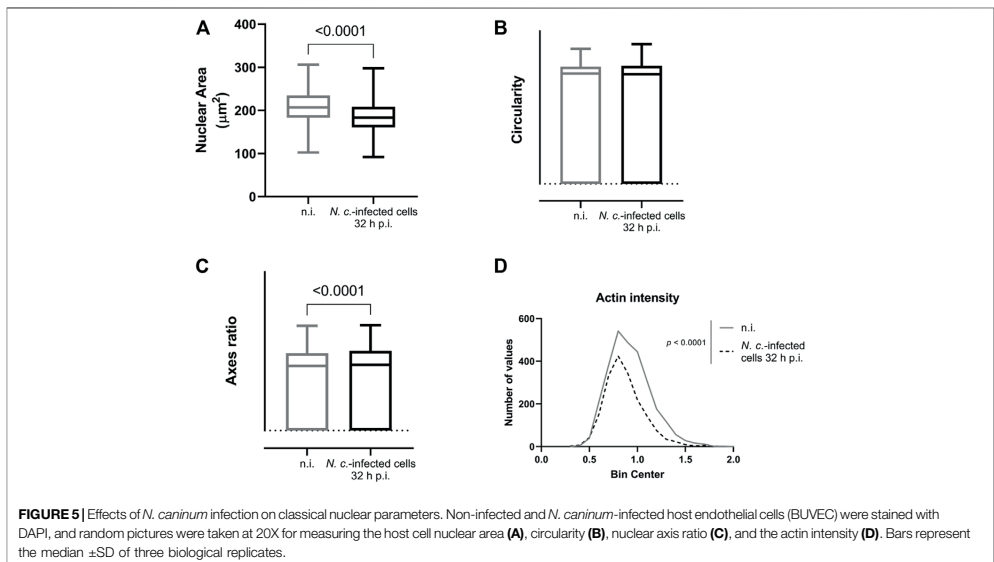 A
400
300
200
100
0
Nuclear Area
(µm²)
<0.0001
n.i.
N. c.-infected cells
32 h p.i.
B
Circularity
n.i.
N. c.-infected cells
32 h p.i.
C
Axes ratio
<0.0001
n.i.
N. c.-infected cells
32 h p.i.
D
Actin intensity
600
400
200
0
Number of values
0.0 0.5 1.0 1.5 2.0
Bin Center
p < 0.0001
n.i.
N. c.-infected
cells 32 h p.i.
FIGURE 5 | Effects of N. caninum infection on classical nuclear parameters. Non-infected and N. caninum-infected host endothelial cells (BUVEC) were stained with
DAPI, and random pictures were taken at 20X for measuring the host cell nuclear area (A), circularity (B), nuclear axis ratio (C), and the actin intensity (D). Bars represent
the median ±SD of three biological replicates.